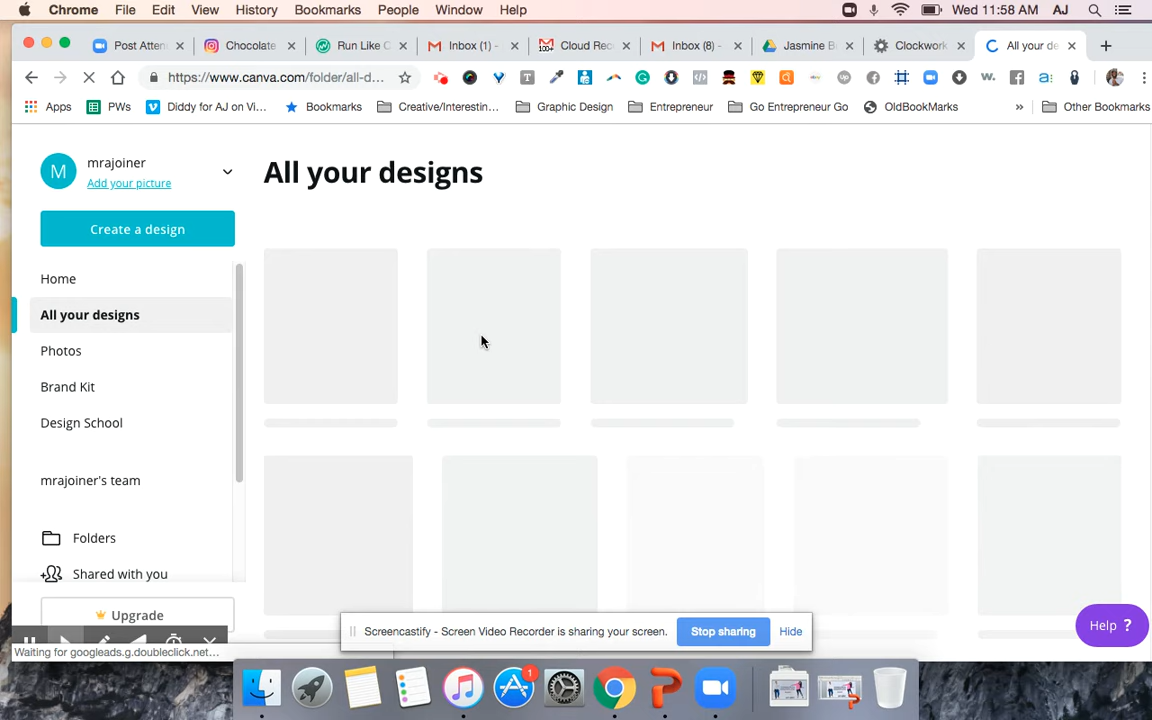 Chrome File Edit View History Bookmarks People Window Help Wed 11:58 AM AJ
Post Atten Instagram Chocolate Run Like C Inbox (1) - 100+ Cloud Rec Inbox (8) - Jasmine B Clockwork All your de
https://www.canva.com/folder/all-d...
Apps PWs Diddy for AJ on Vi... Bookmarks Creative/Interestin... Graphic Design Entrepreneur Go Entrepreneur Go OldBookMarks » Other Bookmarks
M
mrajoiner
Add your picture
All your designs
Create a design
Home
All your designs
Photos
Brand Kit
Design School
mrajoiner's team
Folders
Shared with you
Upgrade
Screencastify - Screen Video Recorder is sharing your screen. Stop sharing Hide
Help ?
Waiting for googleads.g.doubleclick.net...
1